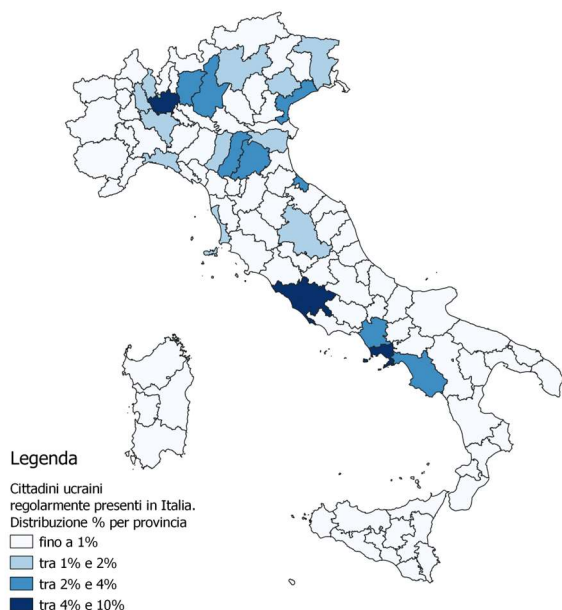 Legenda
Cittadini ucraini
regolarmente presenti in Italia.
Distribuzione % per provincia
fino a 1%
tra 1% e 2%
tra 2% e 4%
tra 4% e 10%